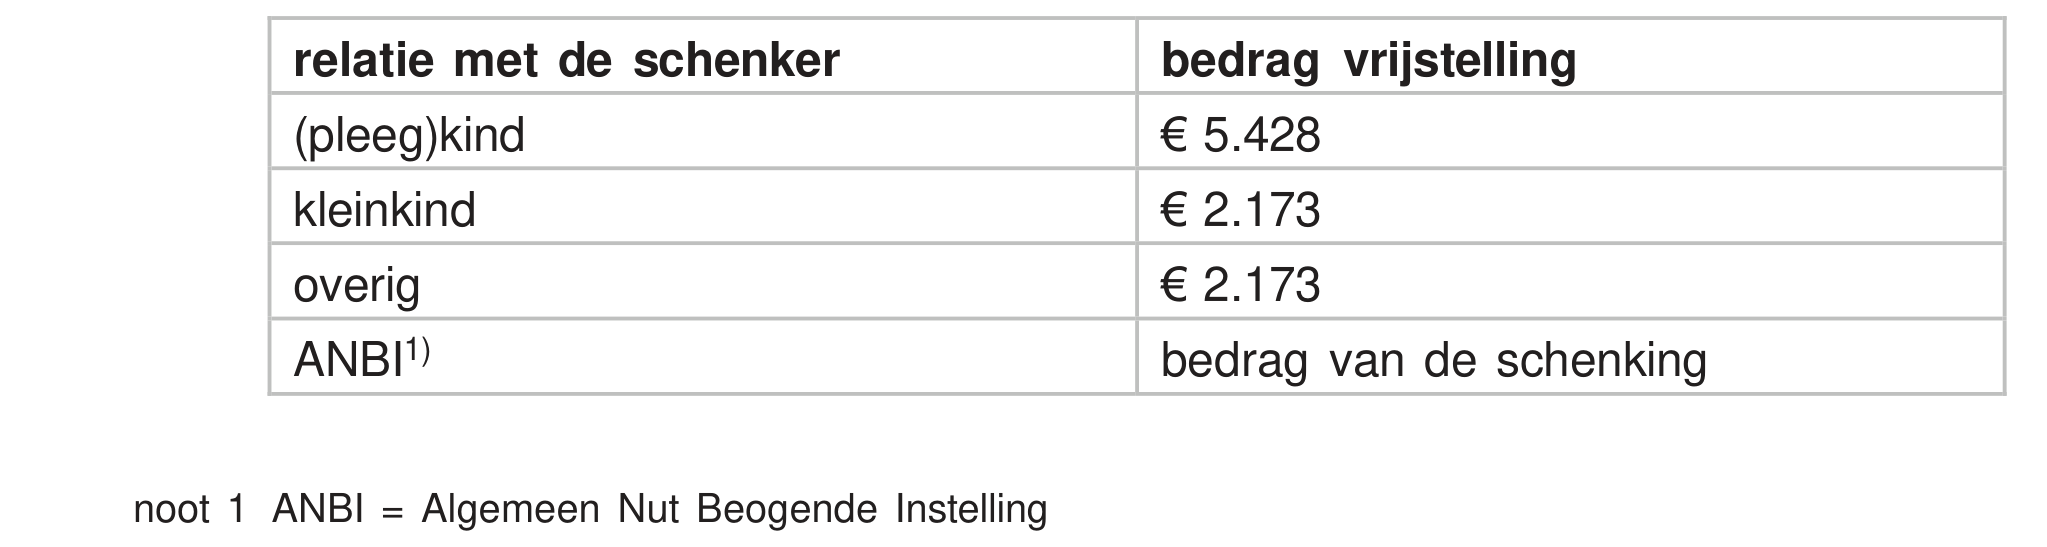 relatie met de schenker bedrag vrijstelling
(pleeg)kind € 5.428
kleinkind € 2.173
overig € 2.173
ANBI1) bedrag van de schenking
noot 1 ANBI = Algemeen Nut Beogende Instelling